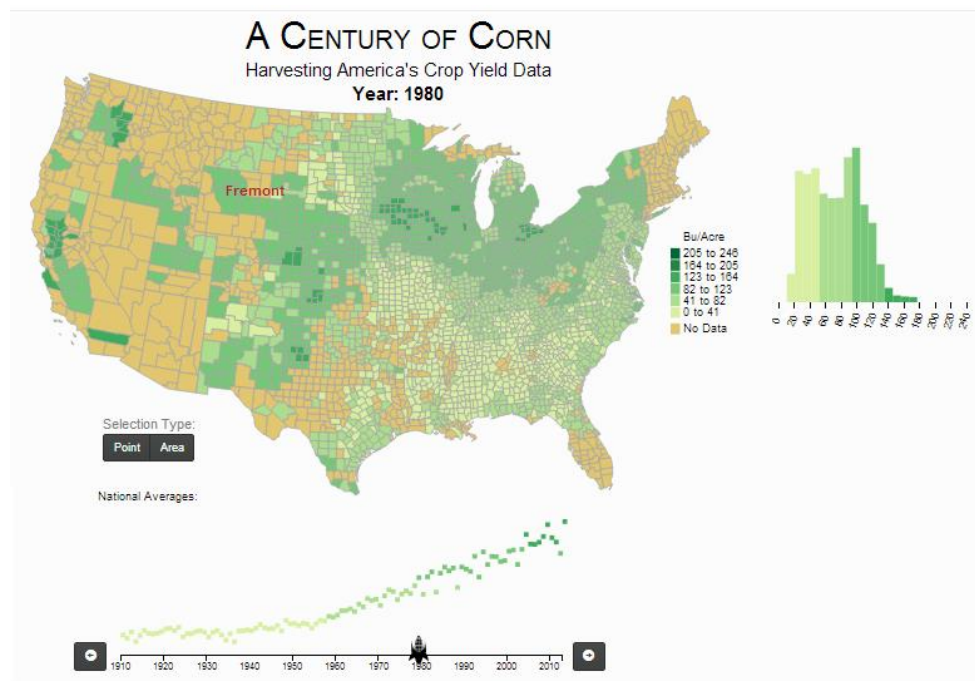 A Century of Corn
Harvesting America's Crop Yield Data
Year: 1980
Fremont
Bu/Acre
205 to 246
164 to 205
123 to 164
82 to 123
41 to 82
0 to 41
No Data
0 20 40 60 80 100 120 140 160 180 200 220 240
Selection Type:
Point Area
National Averages:
1910 1920 1930 1940 1950 1960 1970 1980 1990 2000 2010